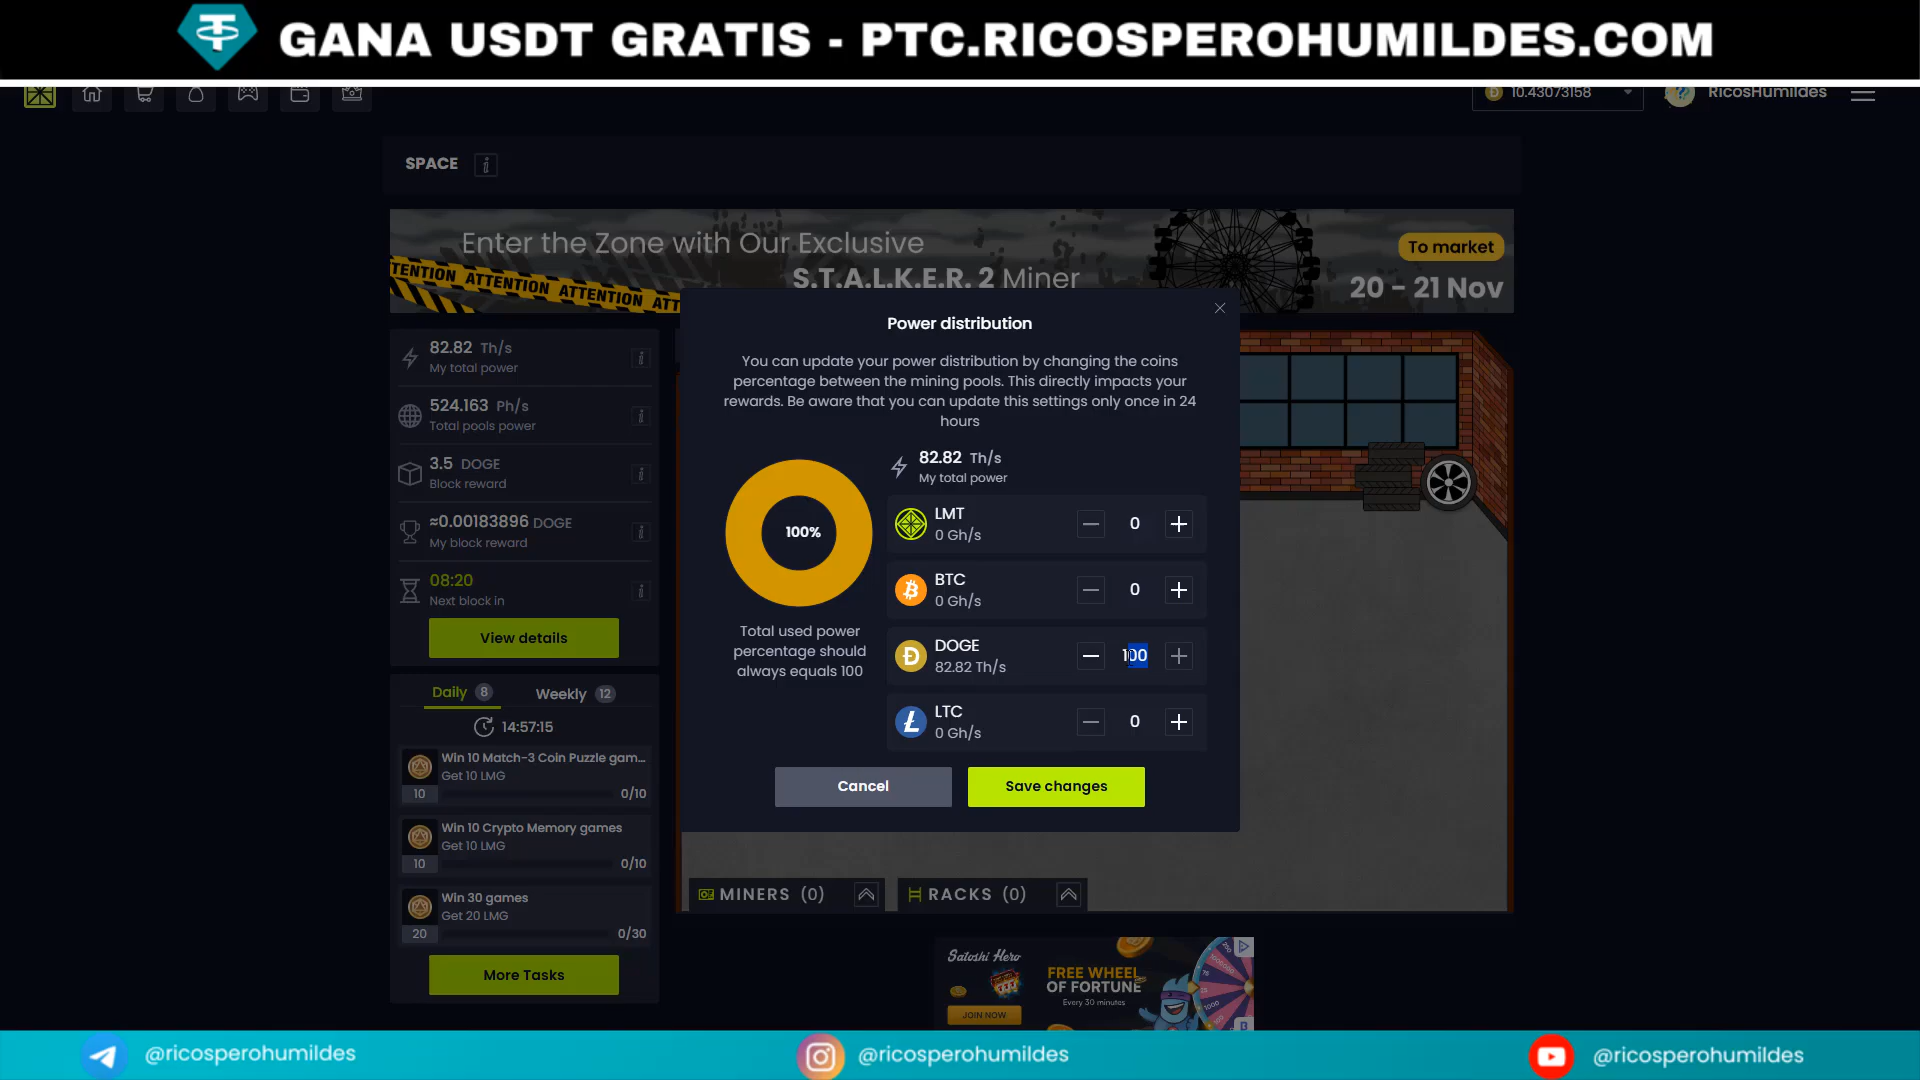 GANA USDT GRATIS - PTC.RICOSPEROHUMILDES.COM
10.43073158
RicosHumildes
SPACE
Enter the Zone with Our Exclusive
S.T.A.L.K.E.R. 2 Miner
To market
20 - 21 Nov
TENTION ATTENTION ATTENTION ATTENTION ATT
82.82 Th/s
My total power
524.163 Ph/s
Total pools power
3.5 DOGE
Block reward
≈0.00183896 DOGE
My block reward
08:20
Next block in
View details
Daily 8
Weekly 12
14:57:15
Win 10 Match-3 Coin Puzzle gam...
Get 10 LMG
10
0/10
Win 10 Crypto Memory games
Get 10 LMG
10
0/10
Win 30 games
Get 20 LMG
20
0/30
More Tasks
Power distribution
You can update your power distribution by changing the coins
percentage between the mining pools. This directly impacts your
rewards. Be aware that you can update this settings only once in 24
hours
100%
Total used power
percentage should
always equals 100
82.82 Th/s
My total power
LMT
0 Gh/s
0
BTC
0 Gh/s
0
DOGE
82.82 Th/s
100
LTC
0 Gh/s
0
Cancel
Save changes
MINERS (0)
RACKS (0)
Satoshi Hero
JOIN NOW
FREE WHEEL
OF FORTUNE
Every 30 minutes
@ricosperohumildes
@ricosperohumildes
@ricosperohumildes